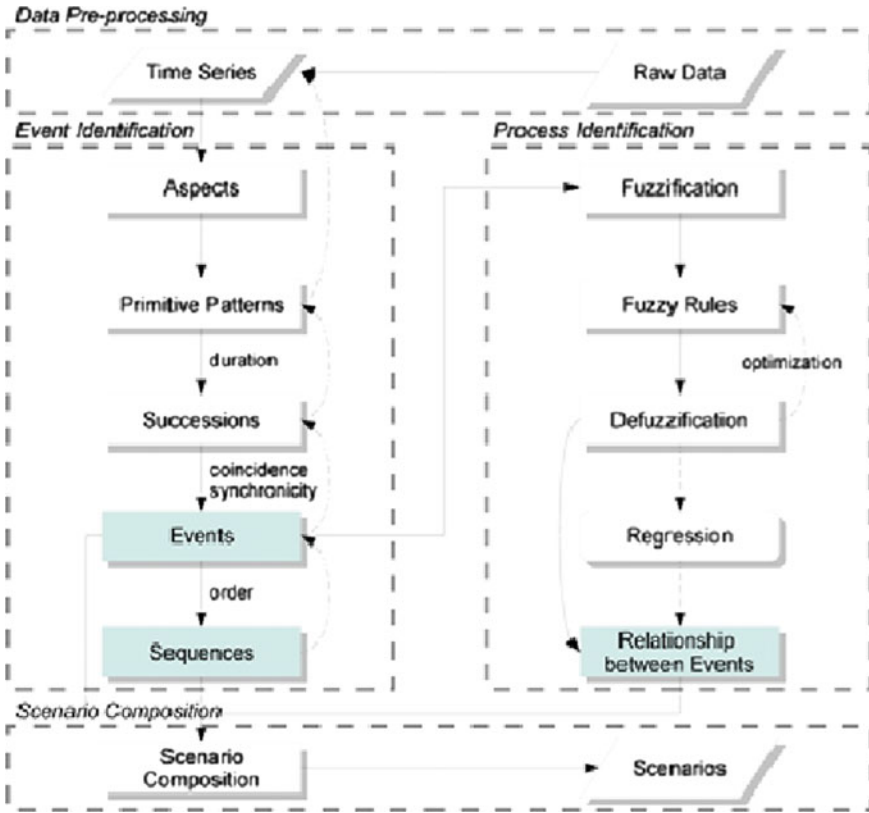 Data Pre-processing
Time Series
Raw Data
Event Identification
Aspects
Primitive Patterns
duration
Successions
coincidence
synchronicity
Events
order
Sequences
Process Identification
Fuzzification
Fuzzy Rules
optimization
Defuzzification
Regression
Relationship
between Events
Scenario Composition
Scenario
Composition
Scenarios